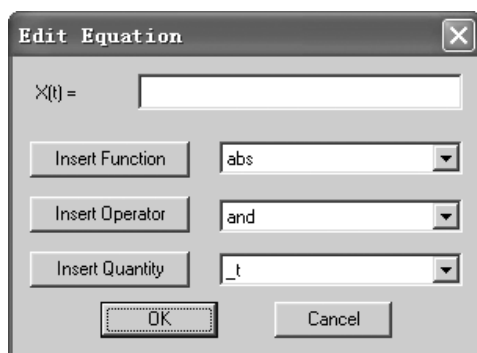 Edit Equation
X(t) =
Insert Function abs
Insert Operator and
Insert Quantity _t
OK Cancel